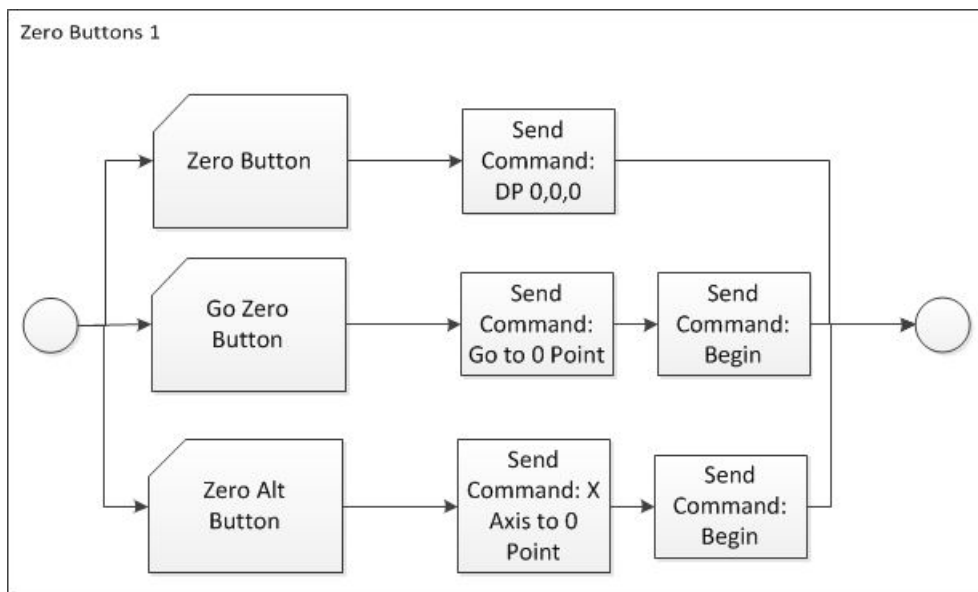 Zero Buttons 1
Zero Button
Send
Command:
DP 0,0,0
Go Zero
Button
Send
Command:
Go to 0 Point
Send
Command:
Begin
Zero Alt
Button
Send
Command: X
Axis to 0
Point
Send
Command:
Begin